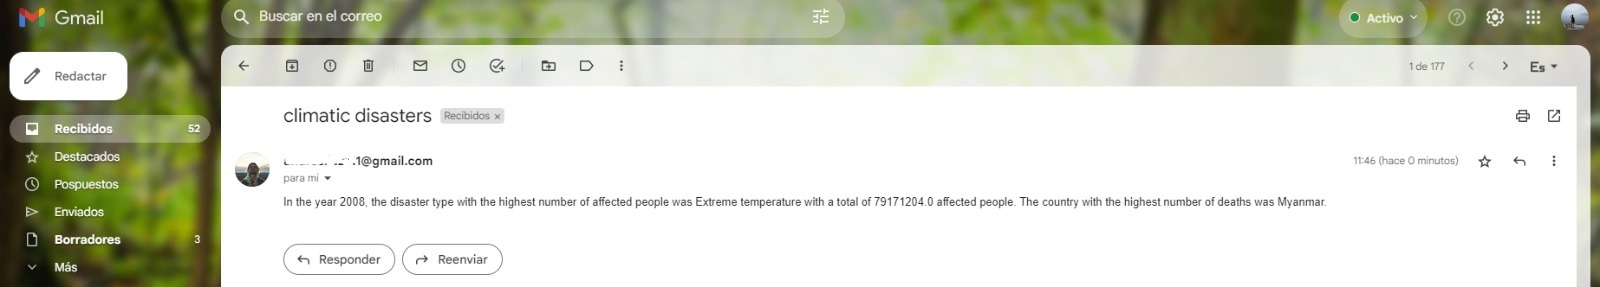 Gmail
Buscar en el correo
Activo
Redactar
1 de 177
Es
Recibidos 52
climatic disasters Recibidos x
Destacados
.1@gmail.com
11:46 (hace 0 minutos)
Pospuestos
para mí
Enviados
In the year 2008, the disaster type with the highest number of affected people was Extreme temperature with a total of 79171204.0 affected people. The country with the highest number of deaths was Myanmar.
Borradores 3
Más
Responder
Reenviar